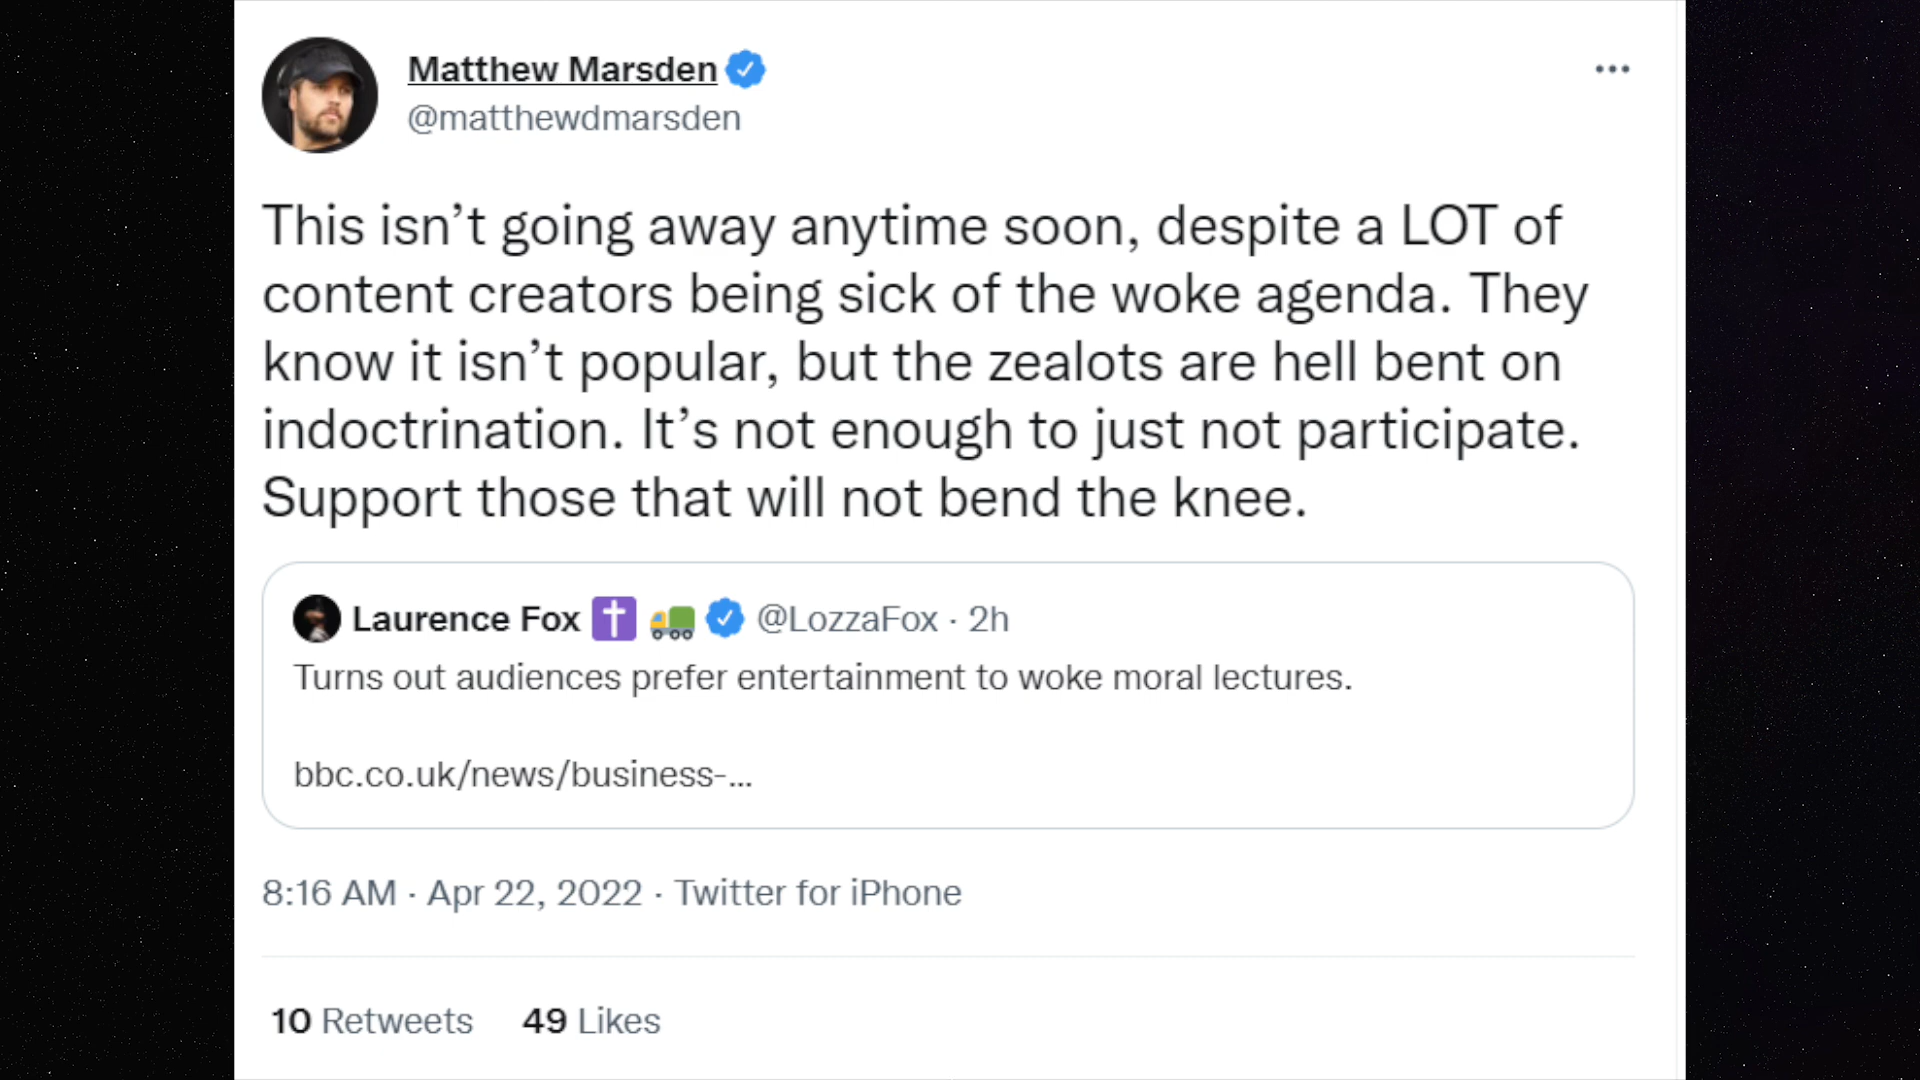 Matthew Marsden
@matthewdmarsden
This isn’t going away anytime soon, despite a LOT of
content creators being sick of the woke agenda. They
know it isn’t popular, but the zealots are hell bent on
indoctrination. It’s not enough to just not participate.
Support those that will not bend the knee.
Laurence Fox ✝️ 🚛 @LozzaFox · 2h
Turns out audiences prefer entertainment to woke moral lectures.
bbc.co.uk/news/business-...
8:16 AM · Apr 22, 2022 · Twitter for iPhone
10 Retweets 49 Likes